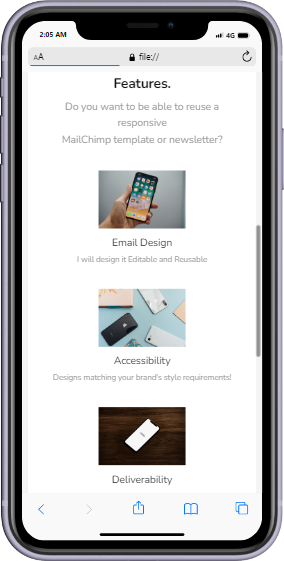 2:05 AM
4G
AA
file://
Features.
Do you want to be able to reuse a
responsive
MailChimp template or newsletter?
Email Design
I will design it Editable and Reusable
Accessibility
Designs matching your brand's style requirements!
Deliverability